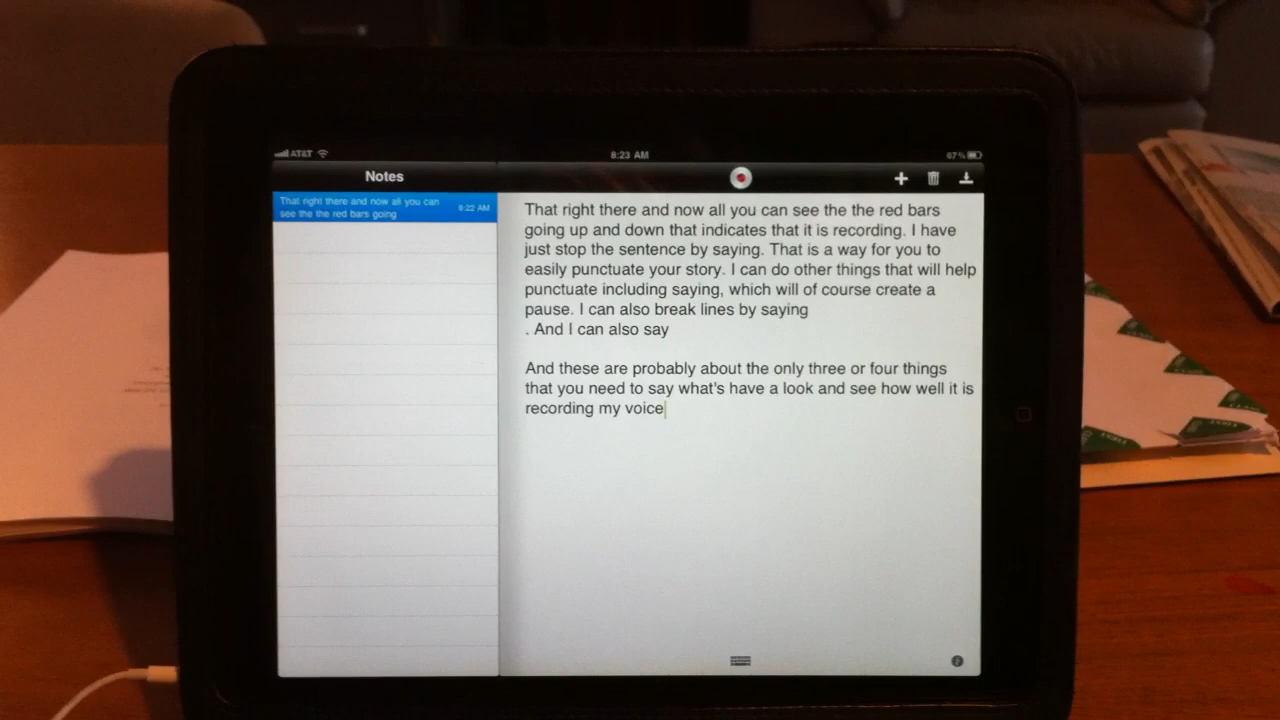 AT&T
8:23 AM
67%
Notes
That right there and now all you can
see the the red bars going
8:22 AM
That right there and now all you can see the the red bars
going up and down that indicates that it is recording. I have
just stop the sentence by saying. That is a way for you to
easily punctuate your story. I can do other things that will help
punctuate including saying, which will of course create a
pause. I can also break lines by saying
. And I can also say
And these are probably about the only three or four things
that you need to say what's have a look and see how well it is
recording my voice